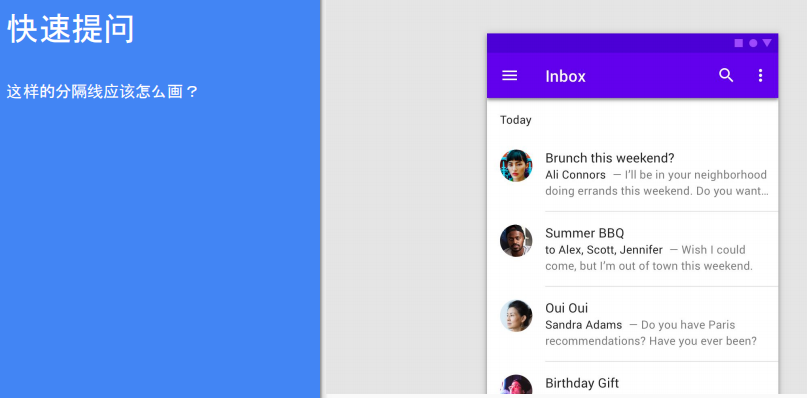 快速提问
这样的分隔线应该怎么画？
Inbox
Today
Brunch this weekend?
Ali Connors — I'll be in your neighborhood
doing errands this weekend. Do you want…
Summer BBQ
to Alex, Scott, Jennifer — Wish I could
come, but I'm out of town this weekend.
Oui Oui
Sandra Adams — Do you have Paris
recommendations? Have you ever been?
Birthday Gift